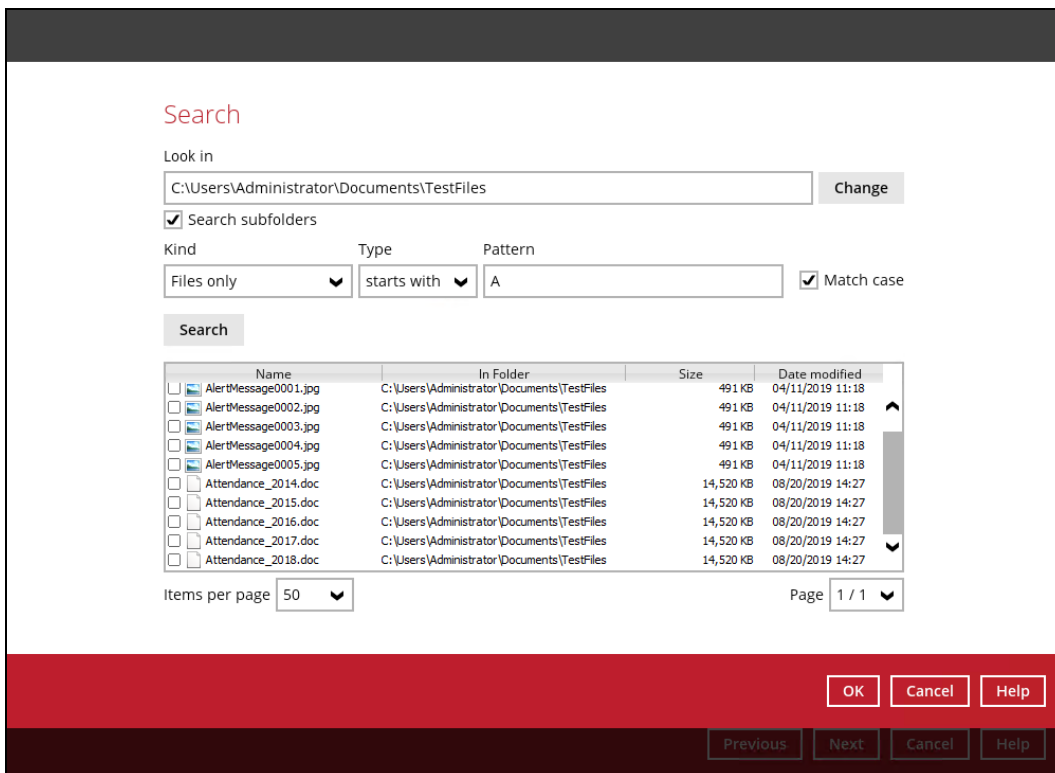 Search
Look in
C:\Users\Administrator\Documents\TestFiles Change
Search subfolders
Kind Type Pattern
Files only starts with A Match case
Search
Name In Folder Size Date modified
AlertMessage0001.jpg C:\Users\Administrator\Documents\TestFiles 491 KB 04/11/2019 11:18
AlertMessage0002.jpg C:\Users\Administrator\Documents\TestFiles 491 KB 04/11/2019 11:18
AlertMessage0003.jpg C:\Users\Administrator\Documents\TestFiles 491 KB 04/11/2019 11:18
AlertMessage0004.jpg C:\Users\Administrator\Documents\TestFiles 491 KB 04/11/2019 11:18
AlertMessage0005.jpg C:\Users\Administrator\Documents\TestFiles 491 KB 04/11/2019 11:18
Attendance_2014.doc C:\Users\Administrator\Documents\TestFiles 14,520 KB 08/20/2019 14:27
Attendance_2015.doc C:\Users\Administrator\Documents\TestFiles 14,520 KB 08/20/2019 14:27
Attendance_2016.doc C:\Users\Administrator\Documents\TestFiles 14,520 KB 08/20/2019 14:27
Attendance_2017.doc C:\Users\Administrator\Documents\TestFiles 14,520 KB 08/20/2019 14:27
Attendance_2018.doc C:\Users\Administrator\Documents\TestFiles 14,520 KB 08/20/2019 14:27
Items per page 50 Page 1 / 1
OK Cancel Help
Previous Next Cancel Help